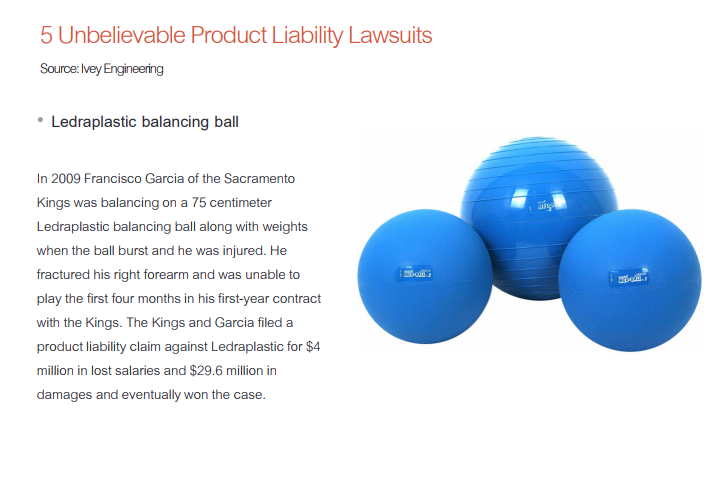 5 Unbelievable Product Liability Lawsuits
Source: Ivey Engineering
• Ledraplastic balancing ball
In 2009 Francisco Garcia of the Sacramento
Kings was balancing on a 75 centimeter
Ledraplastic balancing ball along with weights
when the ball burst and he was injured. He
fractured his right forearm and was unable to
play the first four months in his first-year contract
with the Kings. The Kings and Garcia filed a
product liability claim against Ledraplastic for $4
million in lost salaries and $29.6 million in
damages and eventually won the case.